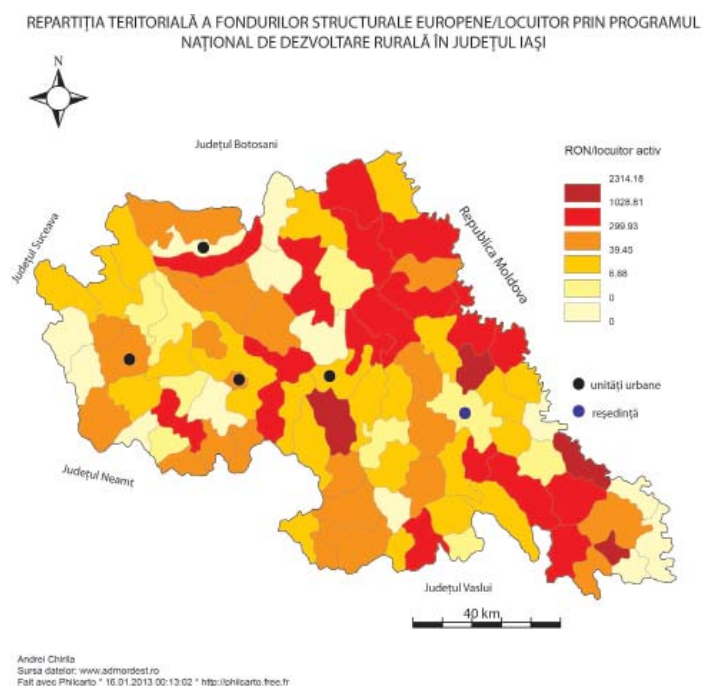 REPARTIȚIA TERITORIALĂ A FONDURILOR STRUCTURALE EUROPENE/LOCUITOR PRIN PROGRAMUL
NAȚIONAL DE DEZVOLTARE RURALĂ ÎN JUDEȚUL IAȘI
N
Județul Botosani
Județul Suceava
Republica Moldova
RON/locuitor activ
2314.18
1028.81
299.93
39.45
6.68
0
0
unități urbane
reședință
Județul Neamt
Județul Vaslui
40 km
Andrei Chirila
Sursa datelor: www.admordest.ro
Fait avec Philcarto * 16.01.2013 00:13:02 * http://philcarto.free.fr